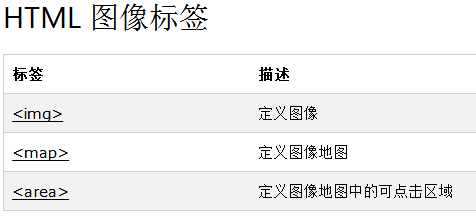 HTML 图像标签
标签 描述
<img> 定义图像
<map> 定义图像地图
<area> 定义图像地图中的可点击区域